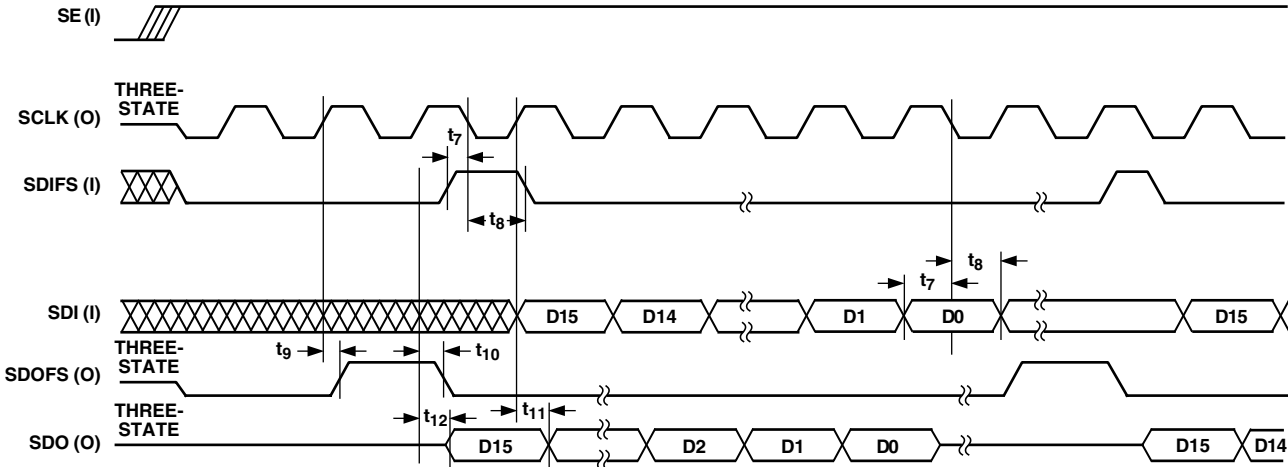 SE (I)
THREE-
STATE
SCLK (O)
t7
SDIFS (I)
t8
t7
t8
SDI (I)
D15
D14
D1
D0
D15
THREE-
STATE
t9
t10
SDOFS (O)
THREE-
STATE
t12
t11
SDO (O)
D15
D2
D1
D0
D15
D14